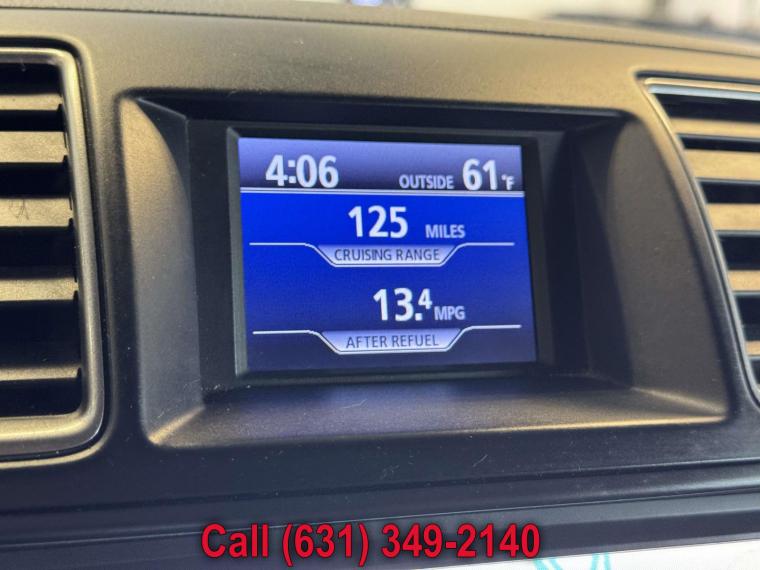 4:06 OUTSIDE 61°F
125 MILES
CRUISING RANGE
13.4 MPG
AFTER REFUEL
Call (631) 349-2140